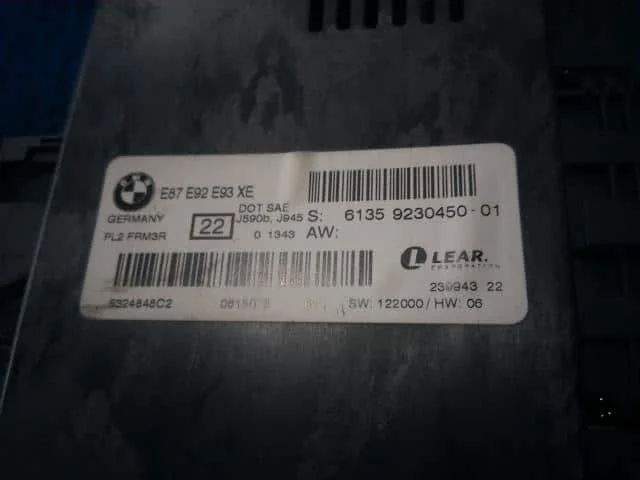 BMW
E87 E92 E93 XE
GERMANY
PL2 FRM3R
22
DOT SAE
J590b, J945
0 1343
S: 6135 9230450-01
AW:
LEAR.
CORPORATION
22
SW: 122000/HW: 06